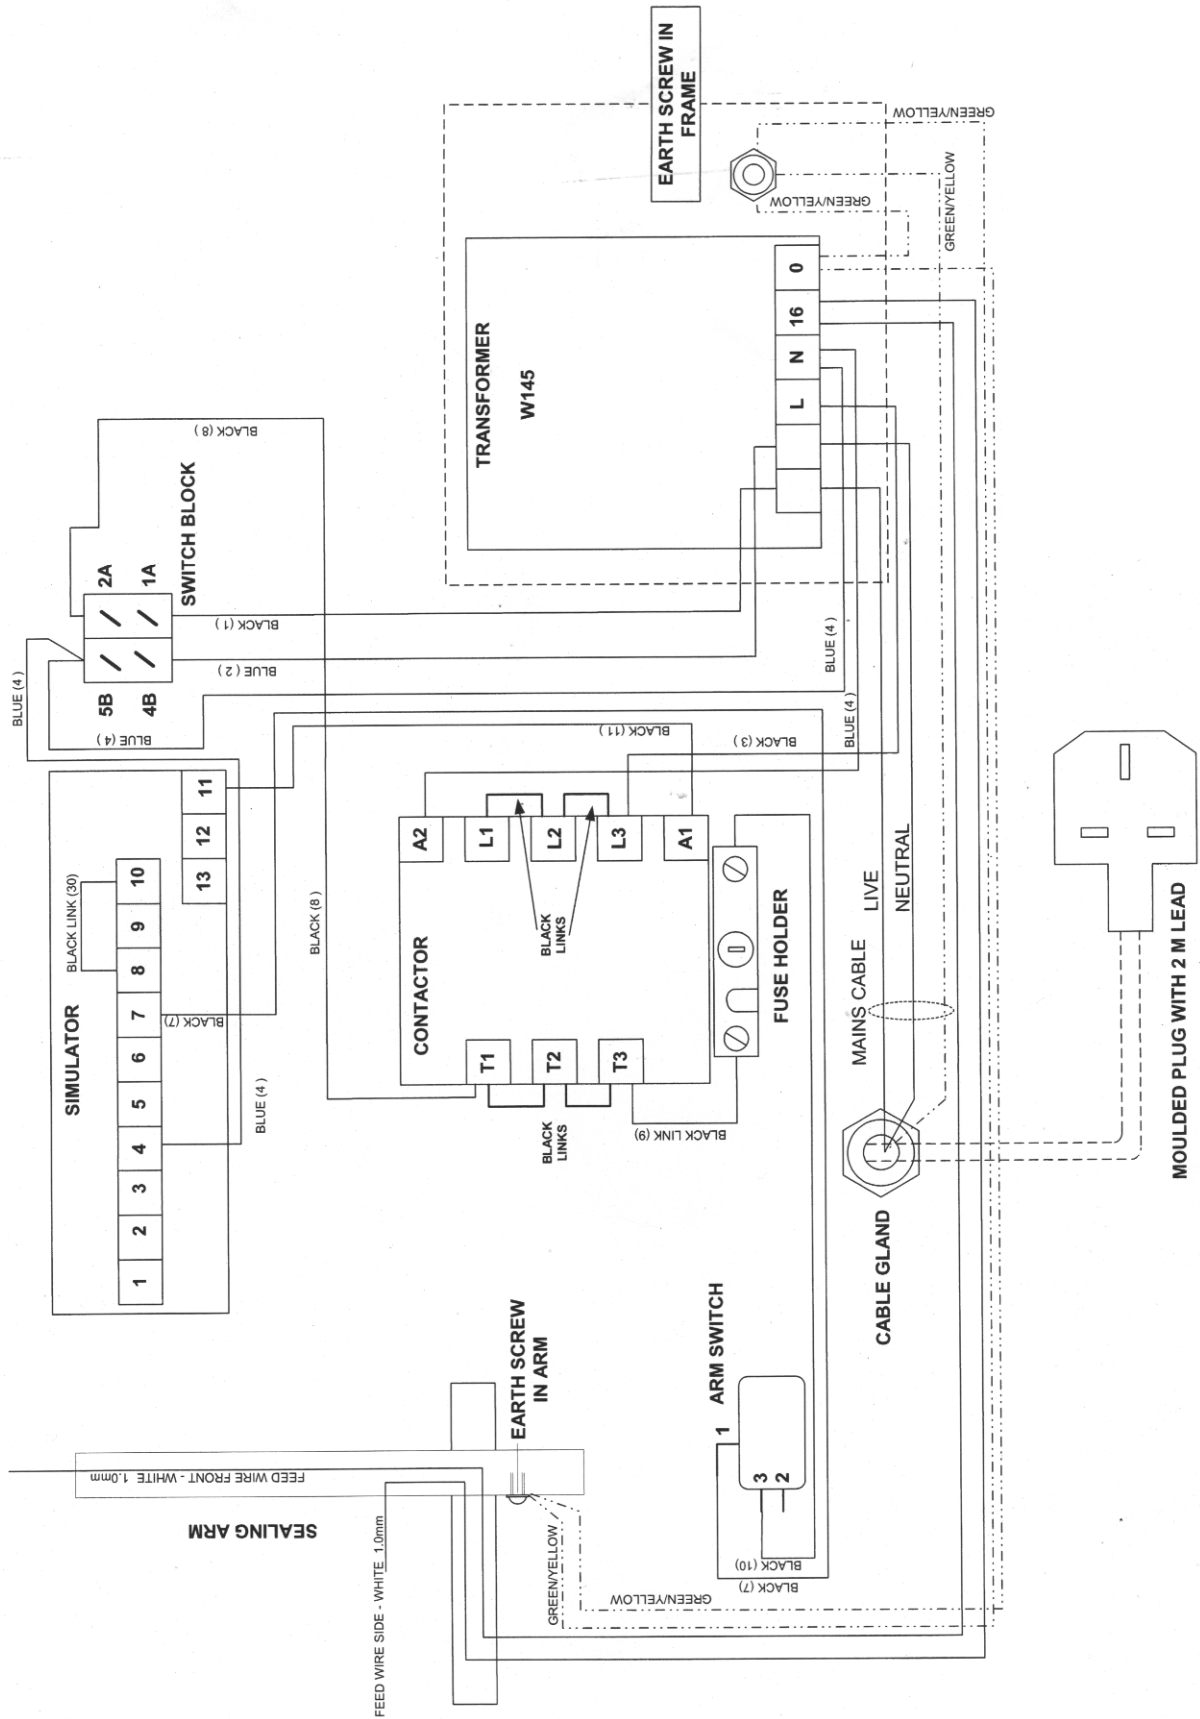 FEED WIRE SIDE - WHITE 1.0mm
SEALING ARM
FEED WIRE FRONT - WHITE 1.0mm
EARTH SCREW
IN ARM
GREEN/YELLOW
GREEN/YELLOW
BLACK (7)
BLACK (10)
ARM SWITCH
1
3
2
SIMULATOR
1
2
3
4
5
6
7
8
9
10
13
12
11
BLACK LINK (30)
BLUE (4)
BLACK (7)
BLUE (4)
BLUE (4)
5B
4B
2A
1A
SWITCH BLOCK
BLACK (8)
BLUE (2)
BLACK (1)
BLACK (8)
CONTACTOR
T1
T2
T3
BLACK
LINKS
BLACK LINK (9)
BLACK
LINKS
A2
L1
L2
L3
A1
BLACK (11)
BLACK (3)
BLUE (4)
BLUE (4)
FUSE HOLDER
TRANSFORMER
W145
L
N
16
0
EARTH SCREW IN
FRAME
GREEN/YELLOW
GREEN/YELLOW
GREEN/YELLOW
CABLE GLAND
MAINS CABLE
LIVE
NEUTRAL
MOULDED PLUG WITH 2 M LEAD